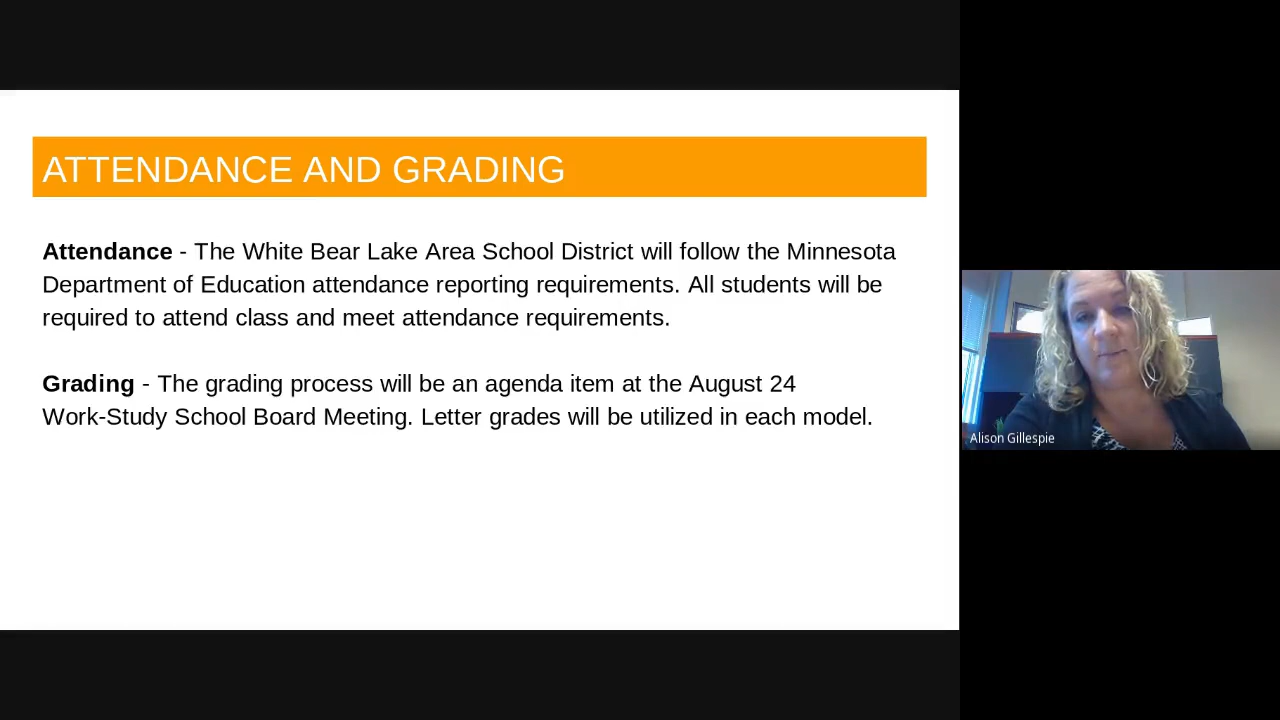 ATTENDANCE AND GRADING
Attendance - The White Bear Lake Area School District will follow the Minnesota
Department of Education attendance reporting requirements. All students will be
required to attend class and meet attendance requirements.
Grading - The grading process will be an agenda item at the August 24
Work-Study School Board Meeting. Letter grades will be utilized in each model.
Alison Gillespie